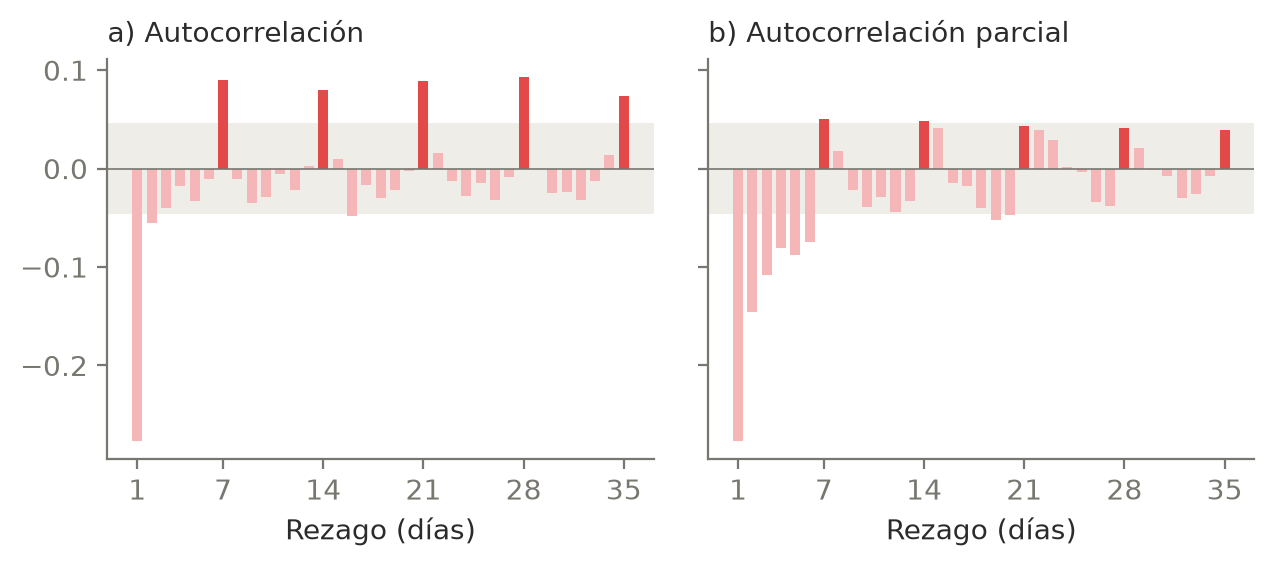 a) Autocorrelación
b) Autocorrelación parcial
0.1
0.0
−0.1
−0.2
1 7 14 21 28 35
1 7 14 21 28 35
Rezago (días)
Rezago (días)